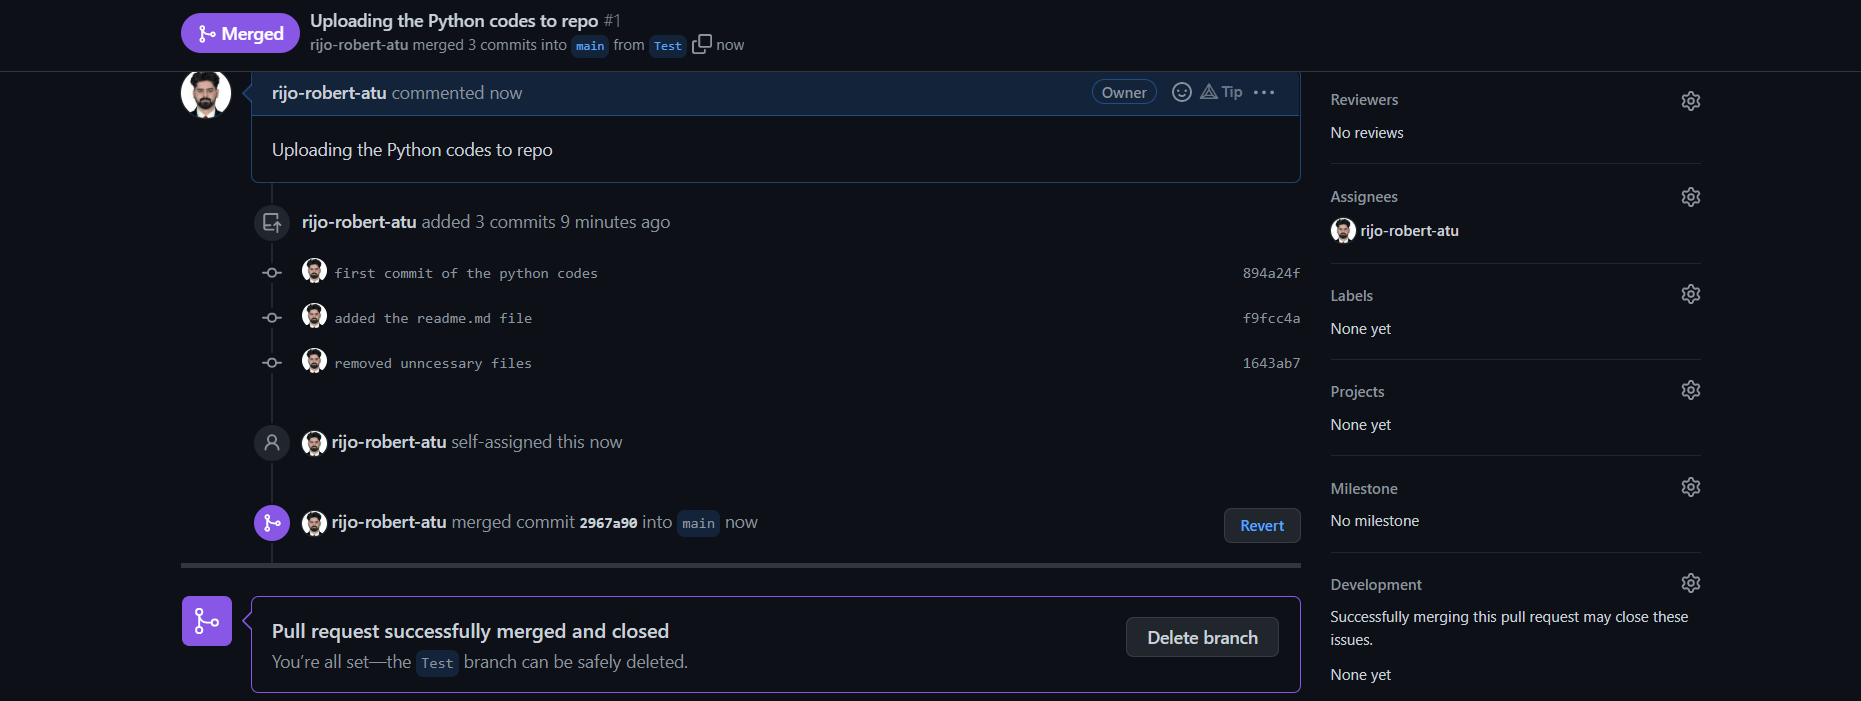 Merged
Uploading the Python codes to repo #1
rijo-robert-atu merged 3 commits into main from Test now
rijo-robert-atu commented now
Owner
Tip
Uploading the Python codes to repo
rijo-robert-atu added 3 commits 9 minutes ago
first commit of the python codes 894a24f
added the readme.md file f9fcc4a
removed unncessary files 1643ab7
rijo-robert-atu self-assigned this now
rijo-robert-atu merged commit 2967a90 into main now
Revert
Pull request successfully merged and closed
You're all set—the Test branch can be safely deleted.
Delete branch
Reviewers
No reviews
Assignees
rijo-robert-atu
Labels
None yet
Projects
None yet
Milestone
No milestone
Development
Successfully merging this pull request may close these
issues.
None yet